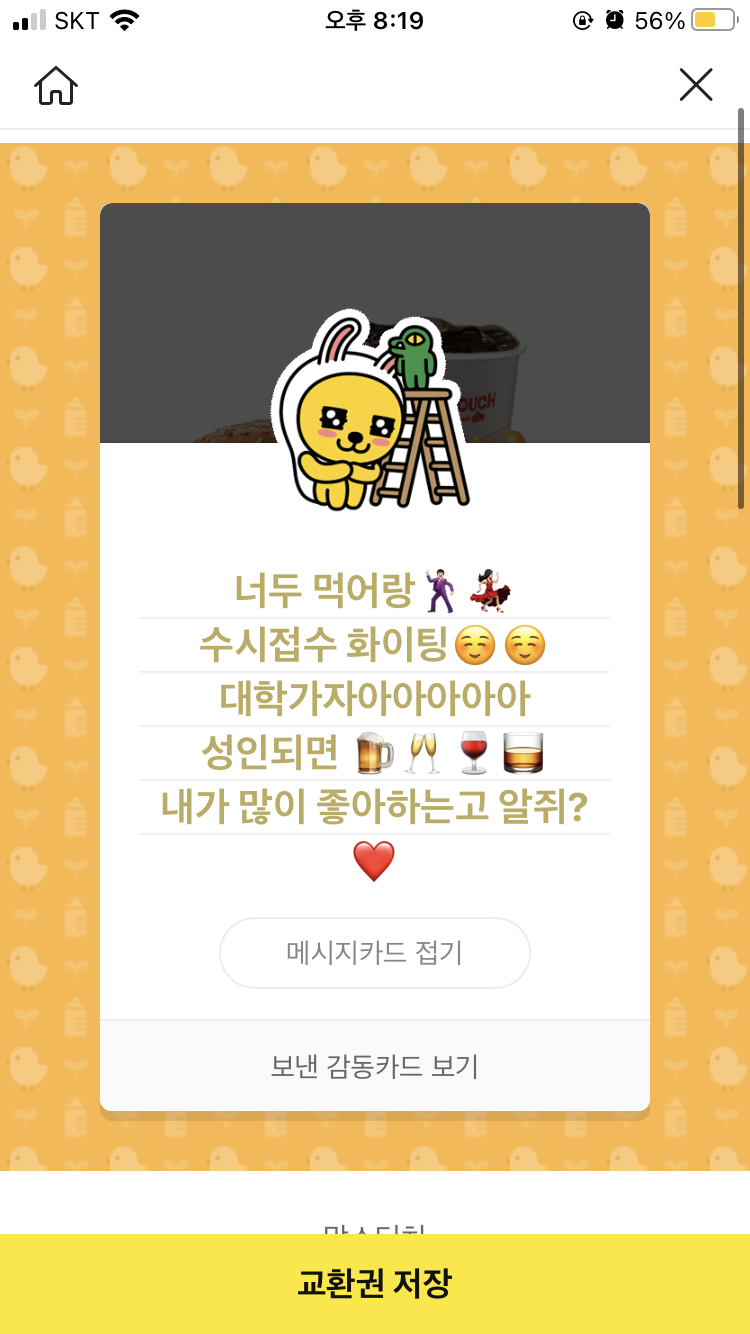 SKT 오후 8:19 56%
너두 먹어랑🕺💃
수시접수 화이팅☺️☺️
대학가자아아아아아
성인되면 🍺🥂🍷🥃
내가 많이 좋아하는고 알쥐?
❤️
메시지카드 접기
보낸 감동카드 보기
교환권 저장